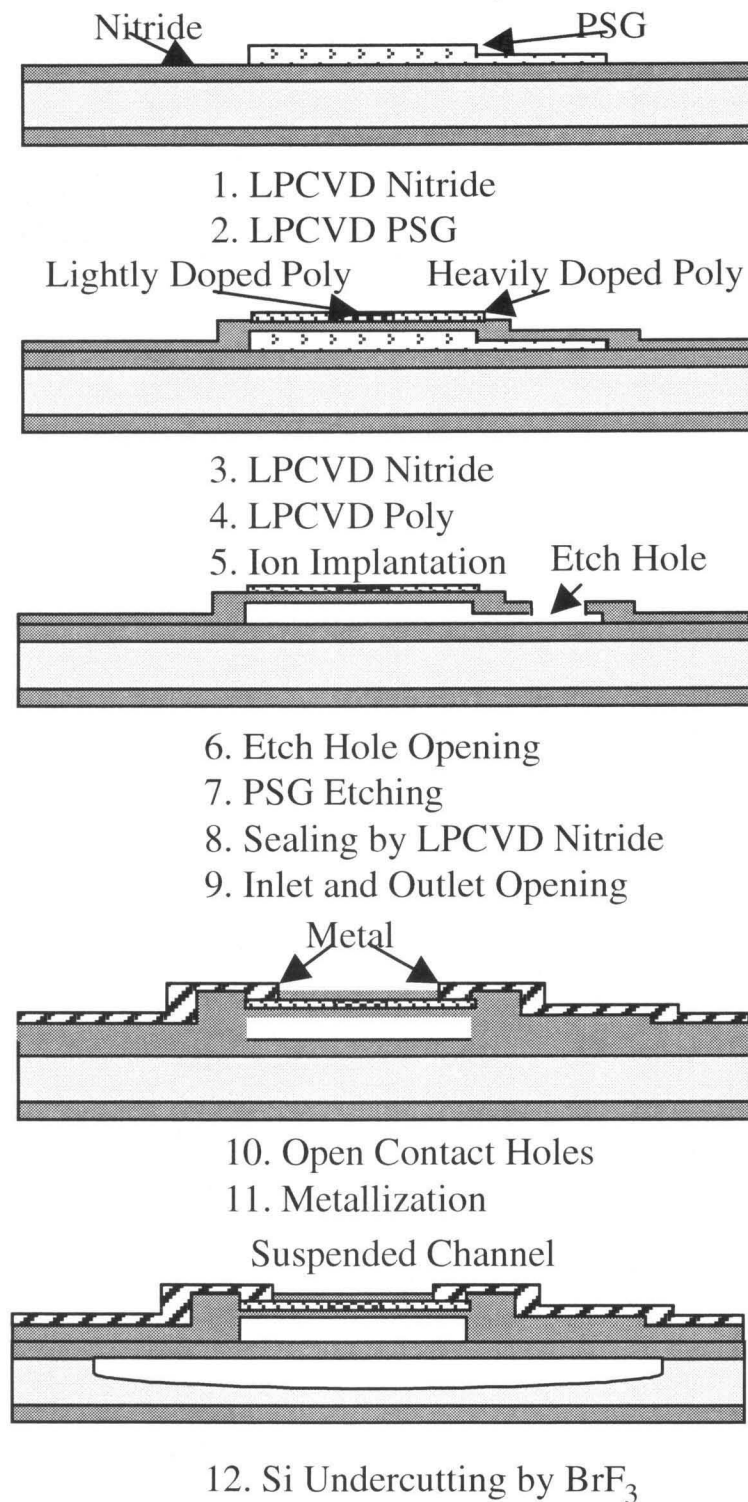 Nitride PSG
1. LPCVD Nitride
2. LPCVD PSG
Lightly Doped Poly Heavily Doped Poly
3. LPCVD Nitride
4. LPCVD Poly
5. Ion Implantation Etch Hole
6. Etch Hole Opening
7. PSG Etching
8. Sealing by LPCVD Nitride
9. Inlet and Outlet Opening
Metal
10. Open Contact Holes
11. Metallization
Suspended Channel
12. Si Undercutting by BrF₃